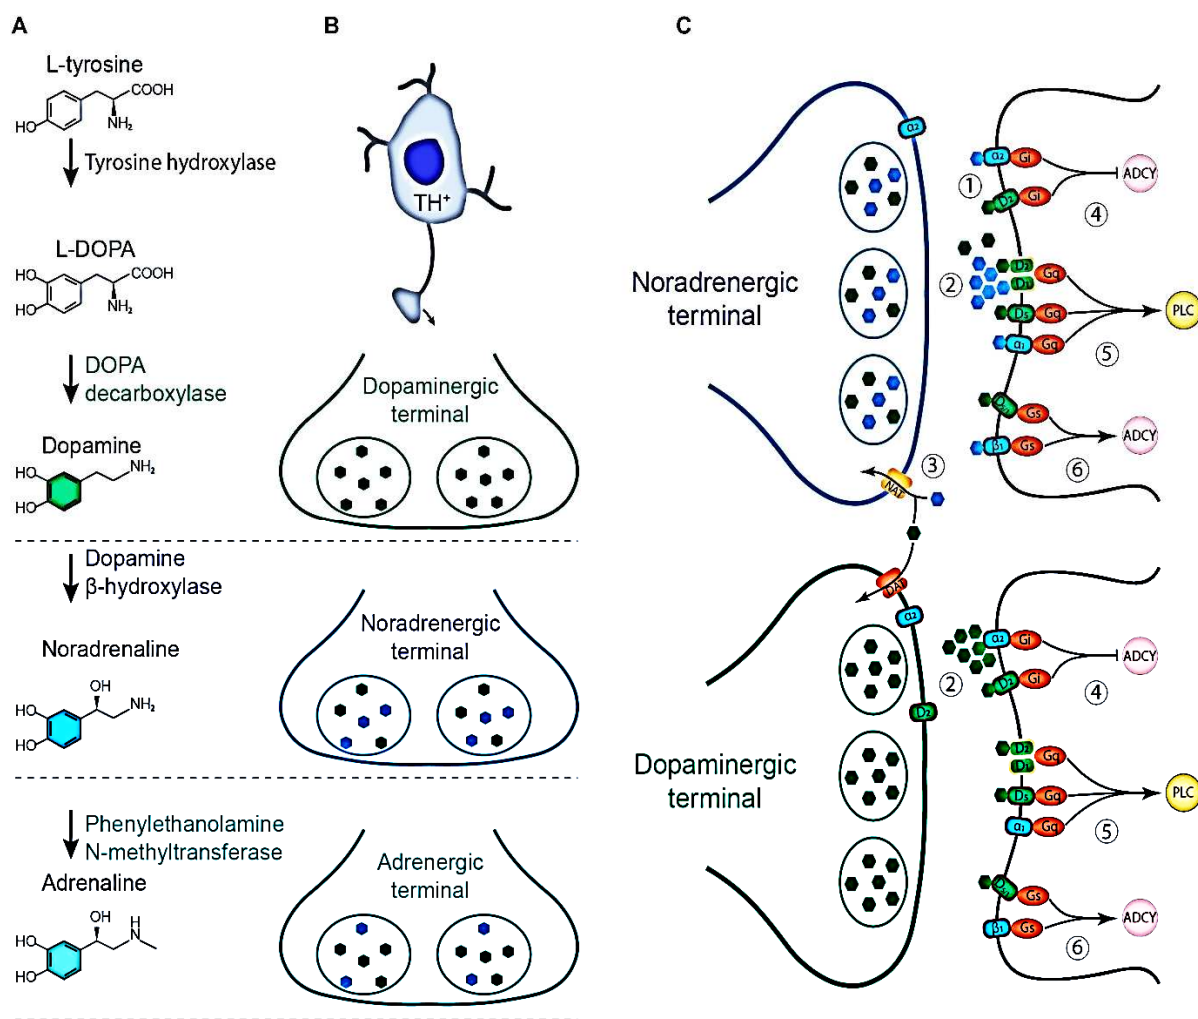 A
B
C
L-tyrosine
COOH
HO
NH₂
Tyrosine hydroxylase
L-DOPA
HO
COOH
HO
NH₂
DOPA
decarboxylase
Dopamine
HO
NH₂
HO
Dopamine
β-hydroxylase
Noradrenaline
OH
HO
NH₂
HO
Phenylethanolamine
N-methyltransferase
Adrenaline
OH
H
N
HO
HO
TH⁺
Dopaminergic
terminal
Noradrenergic
terminal
Adrenergic
terminal
Noradrenergic
terminal
α₂
NAT
③
①
α₂ Gi
ADCY
D₂ Gi
④
②
D₂ Gq
D₁
D₅ Gq
PLC
α₁ Gq
⑤
Gs
ADCY
β₁ Gs
⑥
Dopaminergic
terminal
DAT
α₂
D₂
②
α₂ Gi
ADCY
D₂ Gi
④
D₂ Gq
D₁
D₅ Gq
PLC
α₁ Gq
⑤
Gs
ADCY
β₁ Gs
⑥